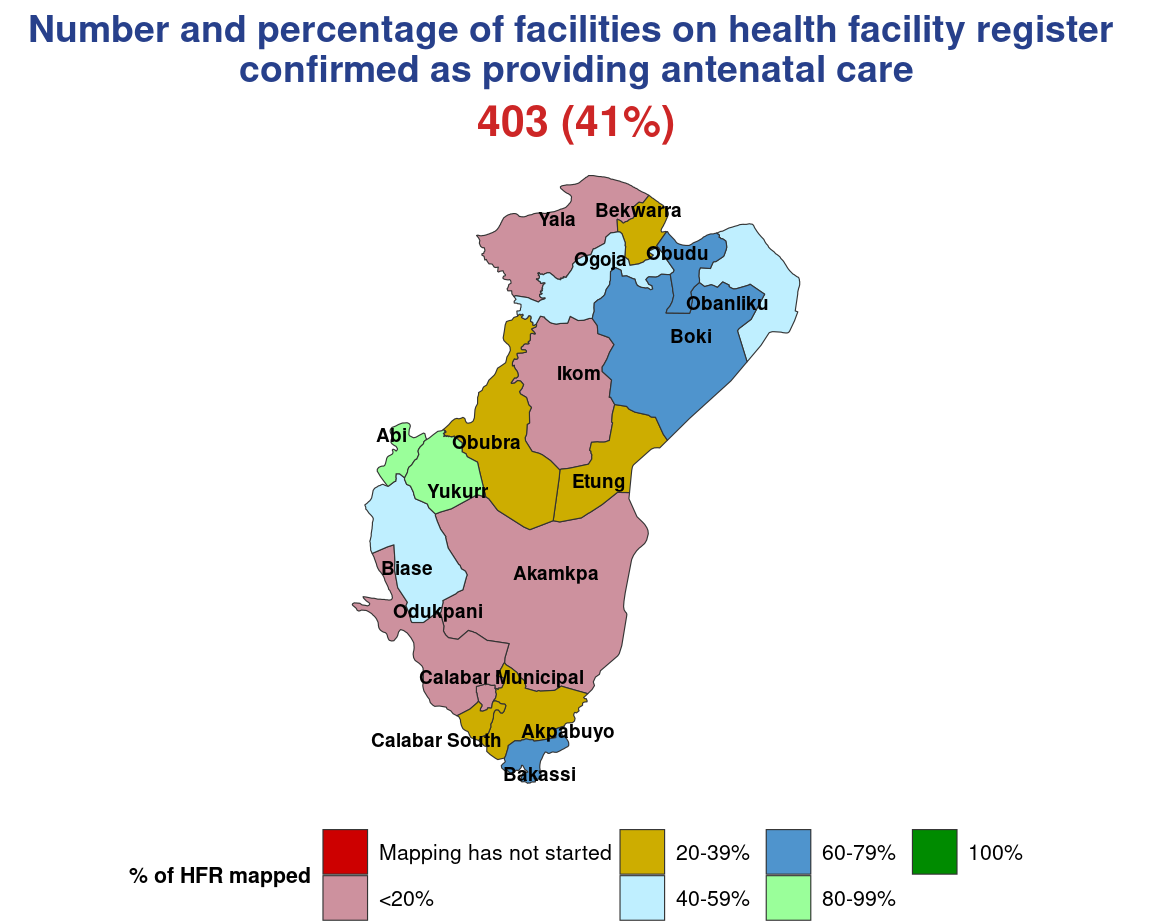 Number and percentage of facilities on health facility register
confirmed as providing antenatal care
403 (41%)
Yala
Bekwarra
Ogoja
Obudu
Obanliku
Boki
Ikom
Abi
Obubra
Etung
Yukurr
Biase
Akamkpa
Odukpani
Calabar Municipal
Akpabuyo
Calabar South
Bakassi
% of HFR mapped
Mapping has not started
<20%
20-39%
40-59%
60-79%
80-99%
100%